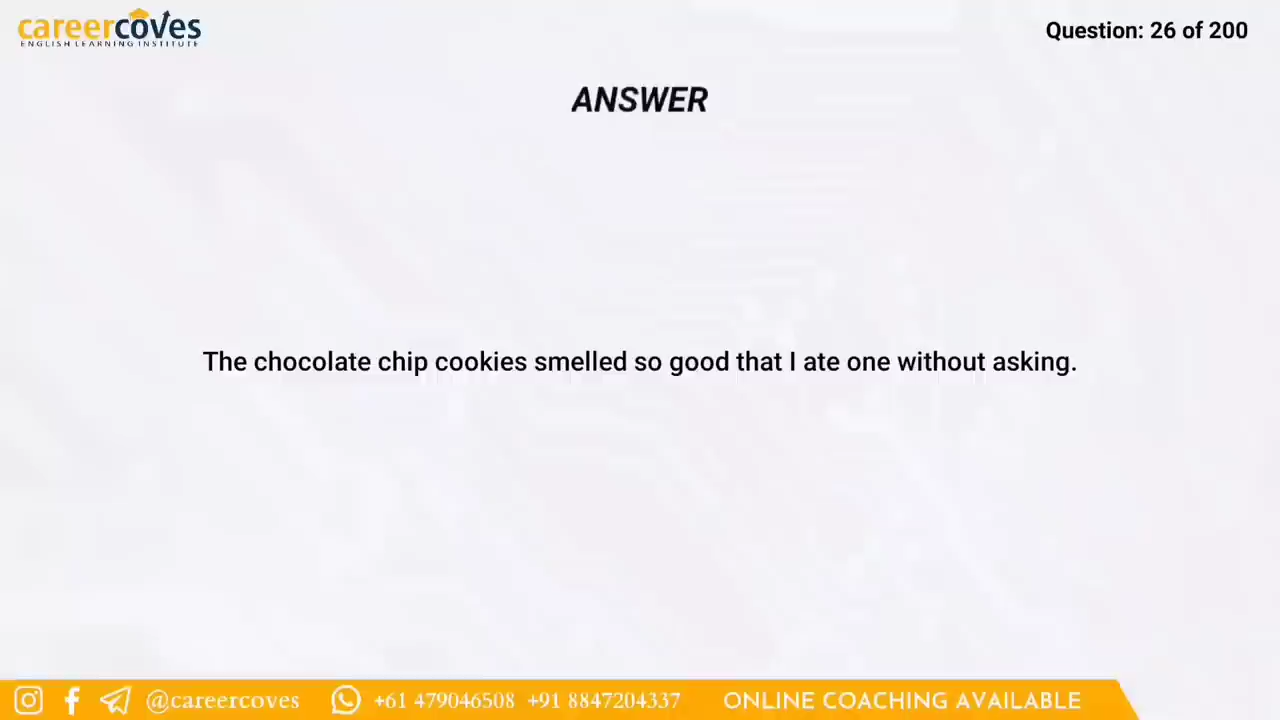 careercoves
ENGLISH LEARNING INSTITUTE
Question: 26 of 200
ANSWER
The chocolate chip cookies smelled so good that I ate one without asking.
@careercoves +61 479046508 +91 8847204337 ONLINE COACHING AVAILABLE